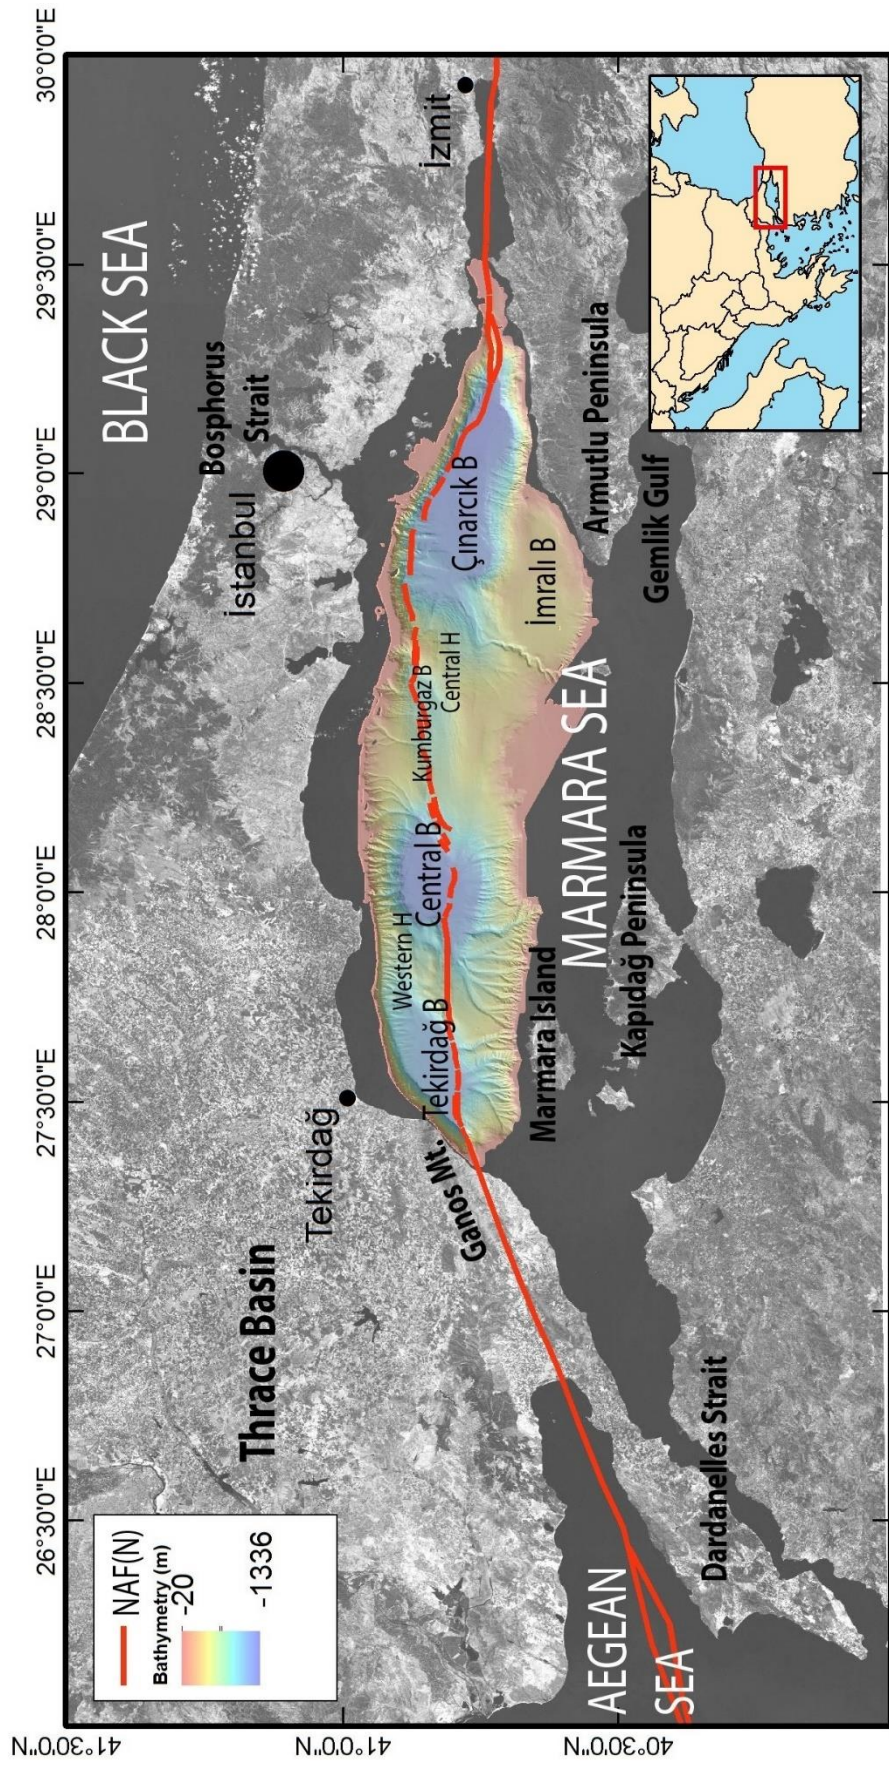 26°30'0"E
27°0'0"E
27°30'0"E
28°0'0"E
28°30'0"E
29°0'0"E
29°30'0"E
30°0'0"E
41°30'0"N
41°0'0"N
40°30'0"N
NAF(N)
Bathymetry (m)
-20
-1336
BLACK SEA
Bosphorus
Strait
İstanbul
İzmit
Thrace Basin
Tekirdağ
Ganos Mt.
Tekirdağ B
Western H
Central B
Kumburgaz B
Central H
Çınarcık B
İmralı B
Armutlu Peninsula
Gemlik Gulf
MARMARA SEA
Marmara Island
Kapıdağ Peninsula
Dardanelles Strait
AEGEAN
SEA